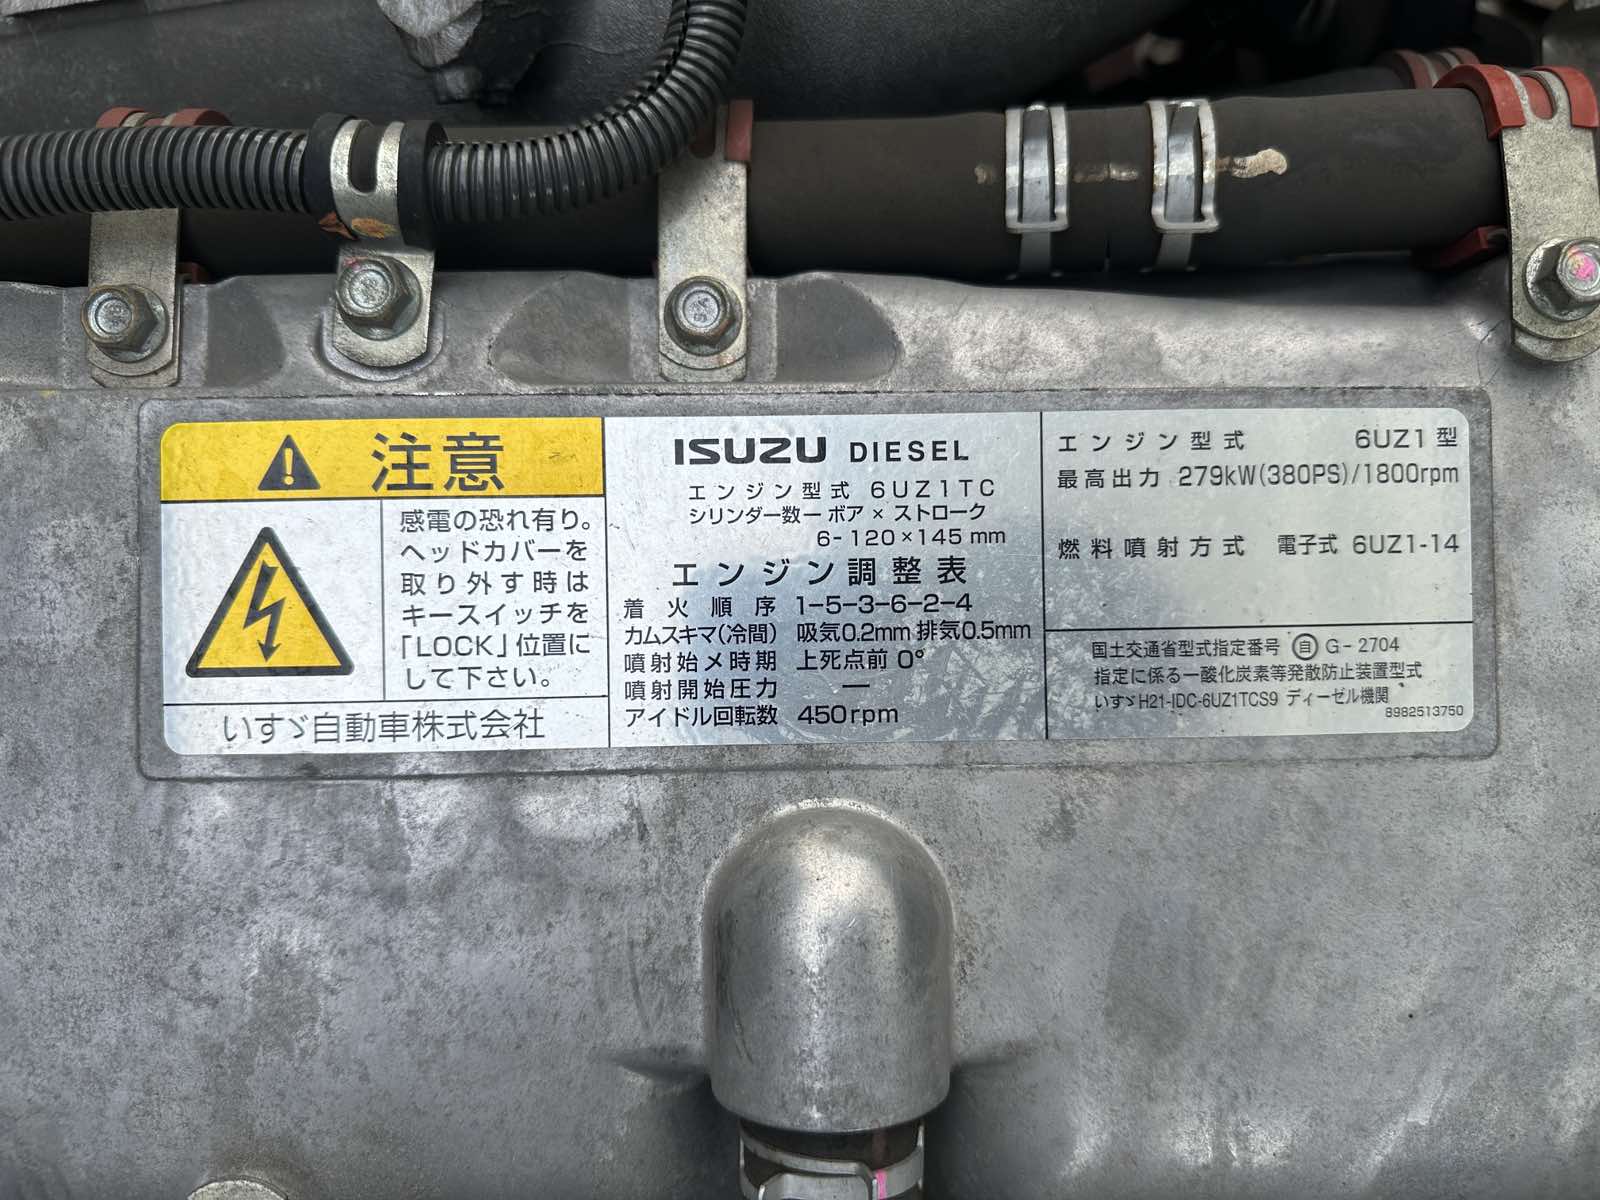 注意
感電の恐れ有り。
ヘッドカバーを
取り外す時は
キースイッチを
「LOCK」位置に
して下さい。
いすゞ自動車株式会社
ISUZU DIESEL
エンジン型式 6UZ1TC
シリンダー数ーボア×ストローク
6-120×145mm
エンジン調整表
着火順序 1-5-3-6-2-4
カムスキマ(冷間) 吸気0.2mm 排気0.5mm
噴射始メ時期 上死点前 0°
噴射開始圧力 ―
アイドル回転数 450rpm
エンジン型式 6UZ1型
最高出力 279kW(380PS)/1800rpm
燃料噴射方式 電子式 6UZ1-14
国土交通省型式指定番号 ㊂自 G-2704
指定に係る一酸化炭素等発散防止装置型式
いすゞH21-IDC-6UZ1TCS9 ディーゼル機関
8982513750